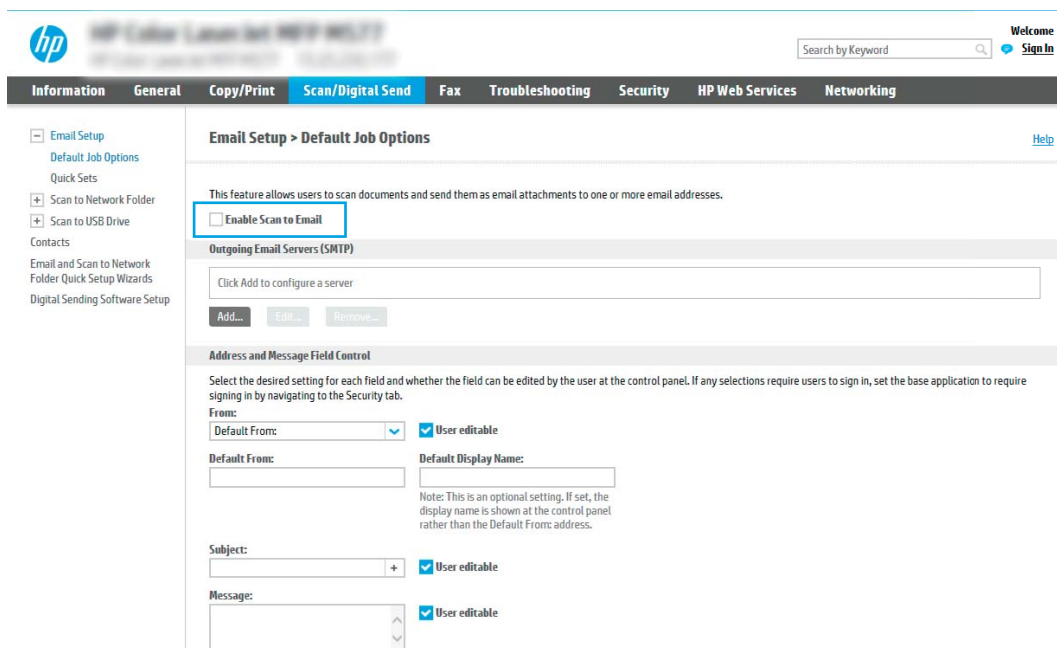 hp
Welcome
Search by Keyword
Sign In
Information General Copy/Print Scan/Digital Send Fax Troubleshooting Security HP Web Services Networking
Email Setup
Default Job Options
Quick Sets
Scan to Network Folder
Scan to USB Drive
Contacts
Email and Scan to Network
Folder Quick Setup Wizards
Digital Sending Software Setup
Email Setup > Default Job Options
Help
This feature allows users to scan documents and send them as email attachments to one or more email addresses.
Enable Scan to Email
Outgoing Email Servers (SMTP)
Click Add to configure a server
Add... Edit... Remove...
Address and Message Field Control
Select the desired setting for each field and whether the field can be edited by the user at the control panel. If any selections require users to sign in, set the base application to require
signing in by navigating to the Security tab.
From:
Default From: User editable
Default From: Default Display Name:
Note: This is an optional setting. If set, the
display name is shown at the control panel
rather than the Default From: address.
Subject:
+ User editable
Message:
User editable